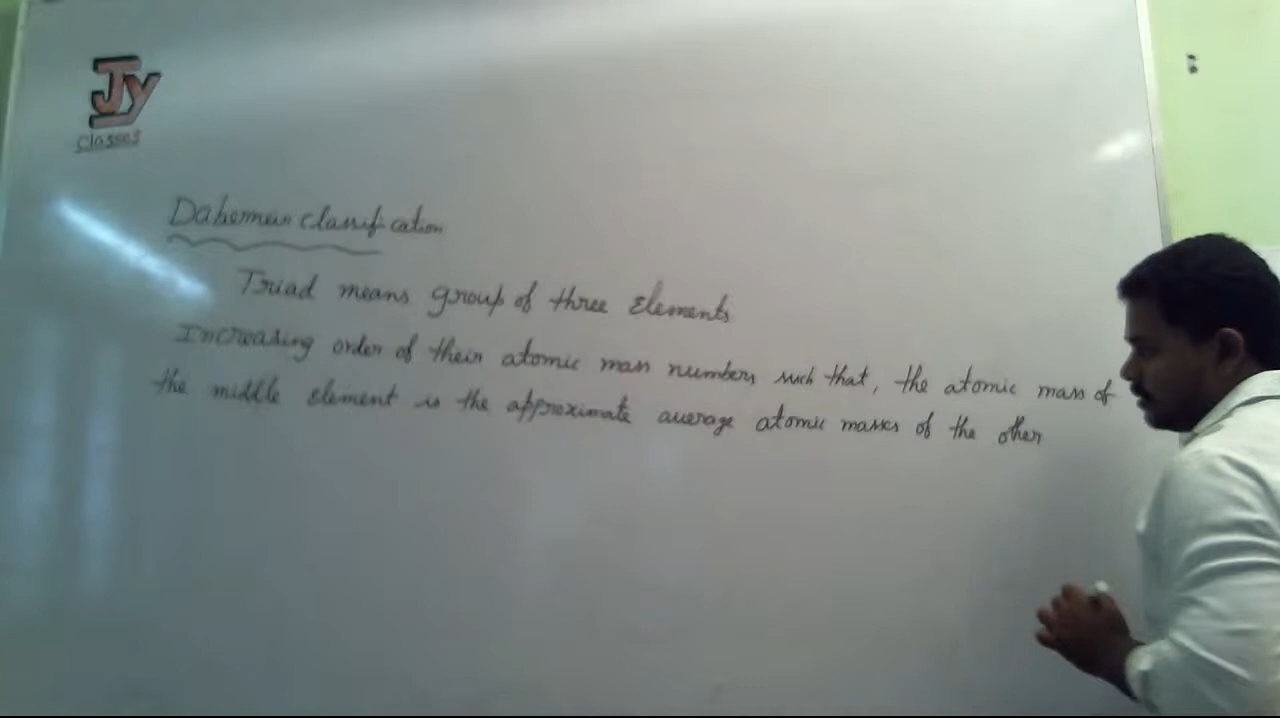 Jy
Classes
Dabernein classification
Triad means group of three elements
Increasing order of their atomic mass numbers such that, the atomic mass of
the middle element is the approximate average atomic masses of the other